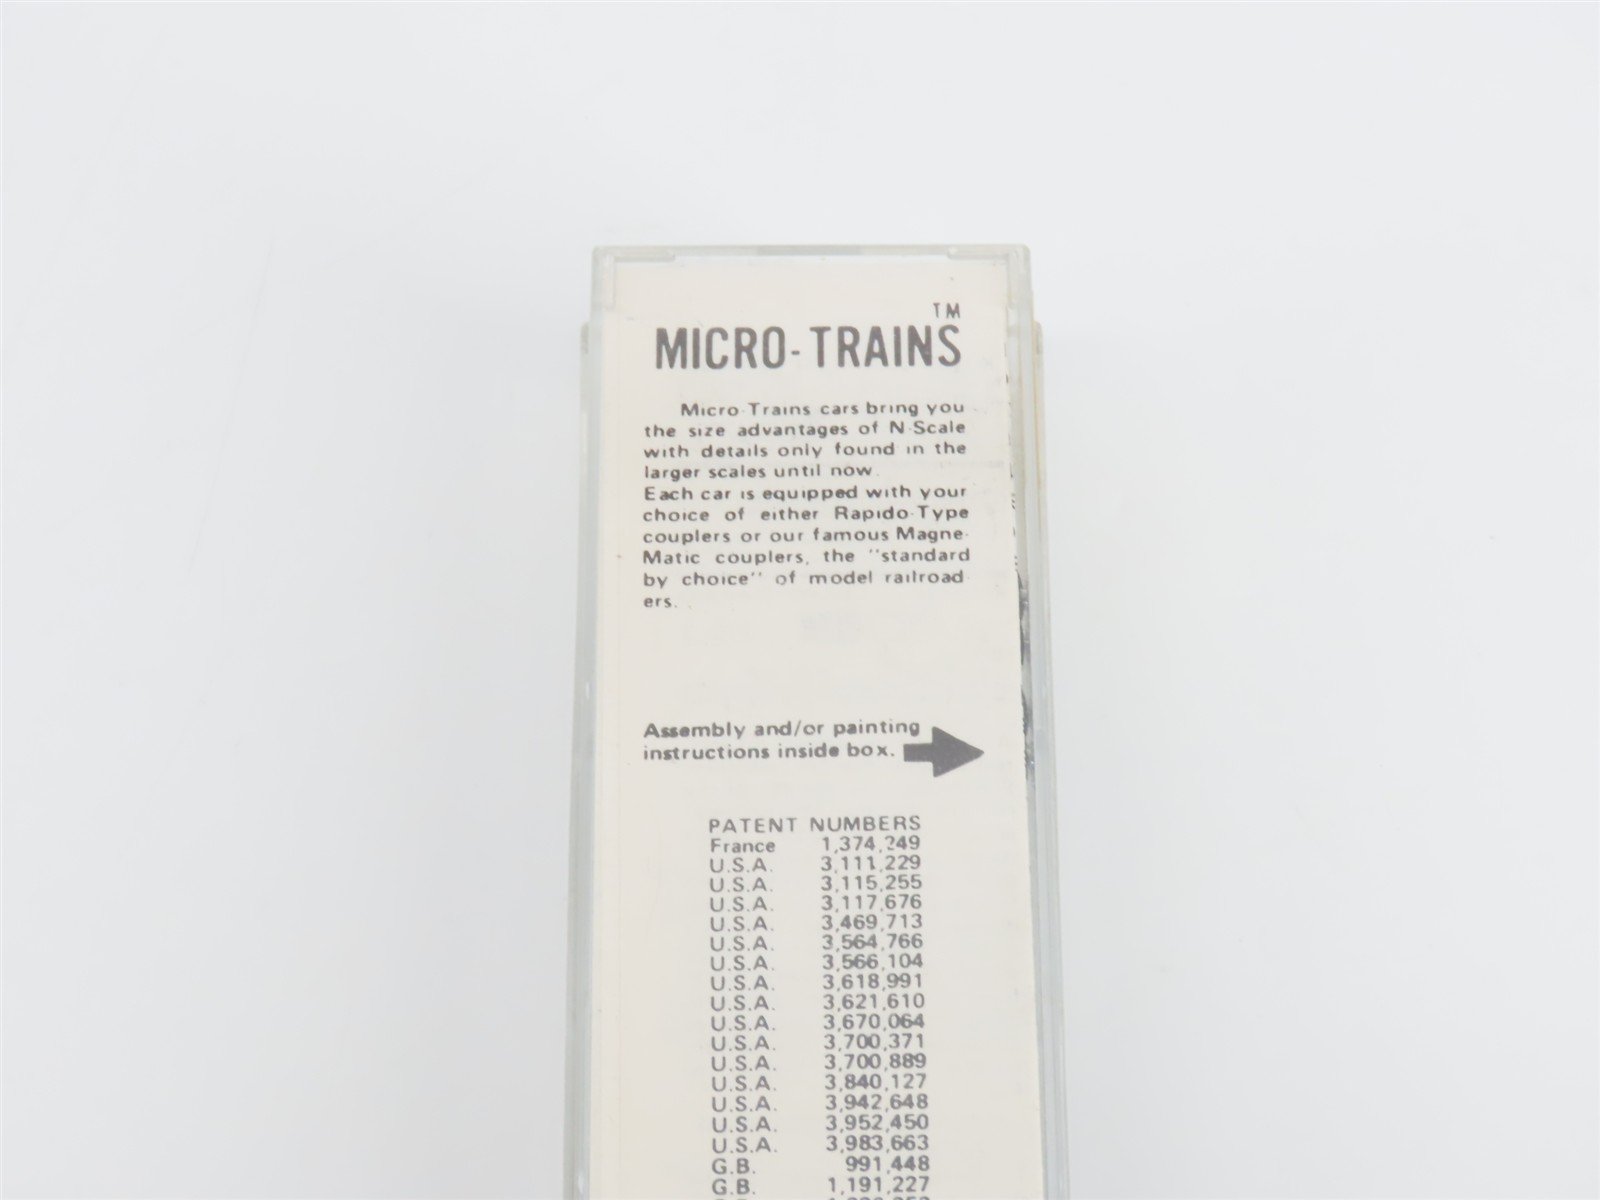 TM
MICRO-TRAINS
Micro-Trains cars bring you
the size advantages of N-Scale
with details only found in the
larger scales until now.
Each car is equipped with your
choice of either Rapido-Type
couplers or our famous Magne-
Matic couplers, the "standard
by choice" of model railroad-
ers.
Assembly and/or painting
instructions inside box.
PATENT NUMBERS
France 1,374,249
U.S.A. 3,111,229
U.S.A. 3,115,255
U.S.A. 3,117,676
U.S.A. 3,469,713
U.S.A. 3,564,766
U.S.A. 3,566,104
U.S.A. 3,618,991
U.S.A. 3,621,610
U.S.A. 3,670,064
U.S.A. 3,700,371
U.S.A. 3,700,889
U.S.A. 3,840,127
U.S.A. 3,942,648
U.S.A. 3,952,450
U.S.A. 3,983,663
G.B. 991,448
G.B. 1,191,227